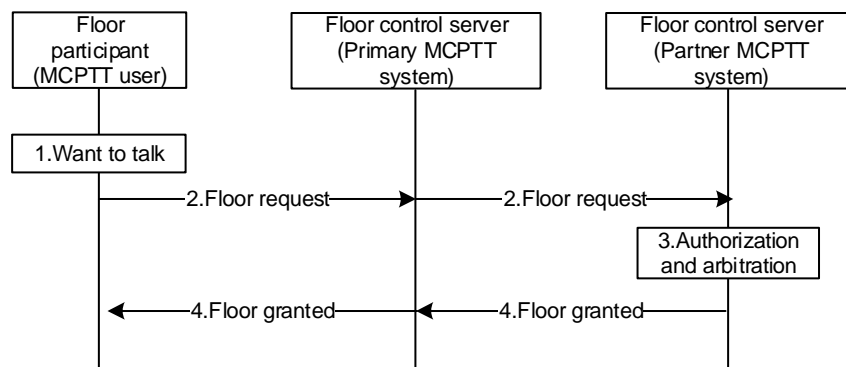 Floor
participant
(MCPTT user)
Floor control server
(Primary MCPTT
system)
Floor control server
(Partner MCPTT
system)
1.Want to talk
2.Floor request
2.Floor request
3.Authorization
and arbitration
4.Floor granted
4.Floor granted